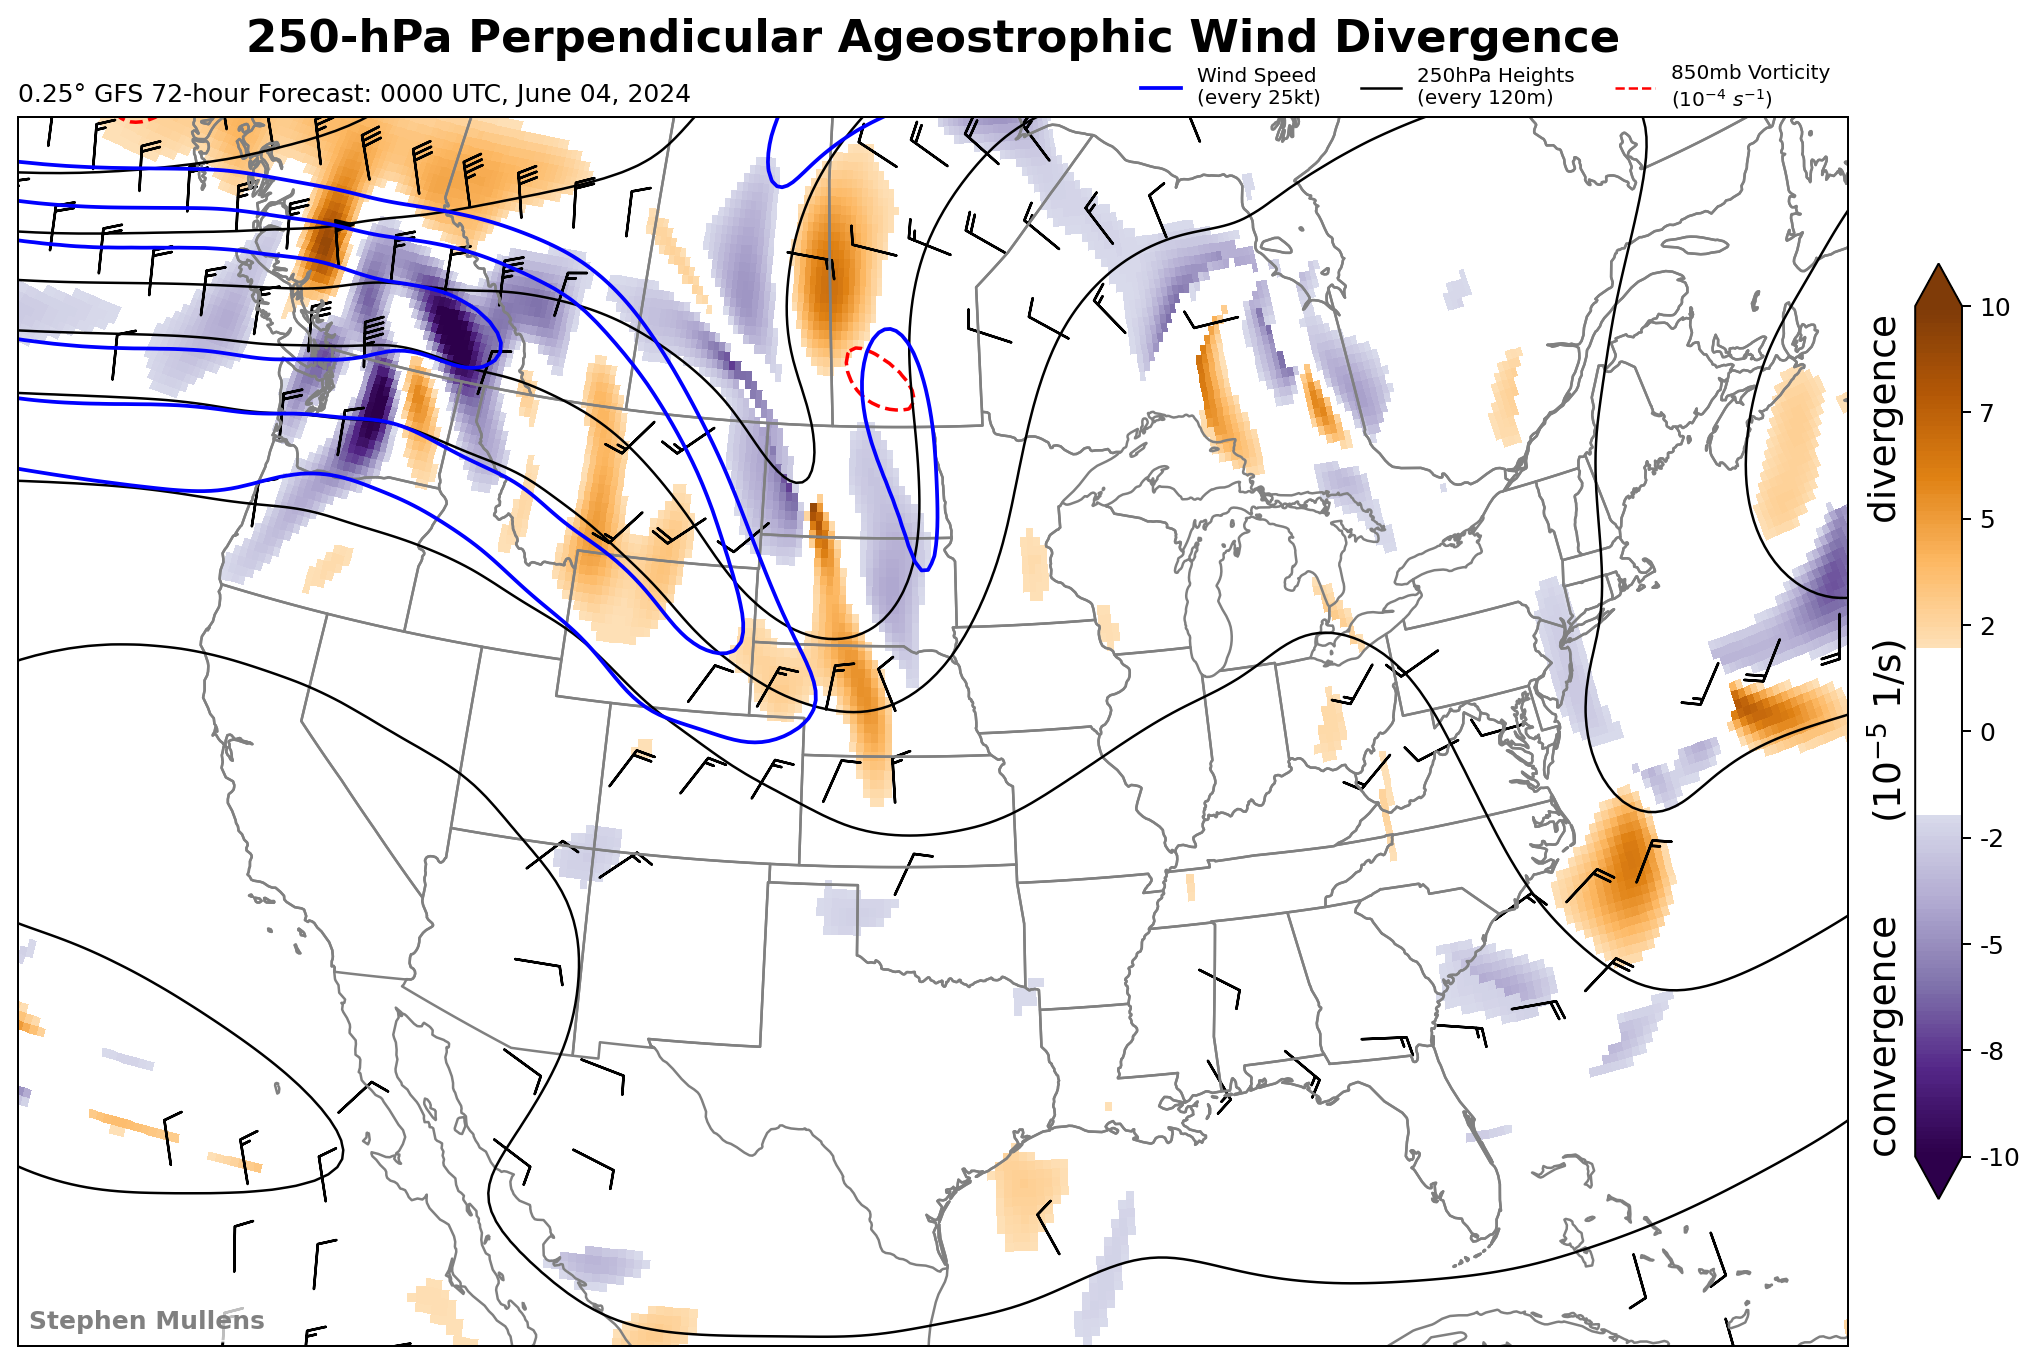 250-hPa Perpendicular Ageostrophic Wind Divergence
0.25° GFS 72-hour Forecast: 0000 UTC, June 04, 2024
Wind Speed
(every 25kt)
250hPa Heights
(every 120m)
850mb Vorticity
(10⁻⁴ s⁻¹)
10
7
5
2
0
-2
-5
-8
-10
convergence (10⁻⁵ 1/s) divergence
Stephen Mullens